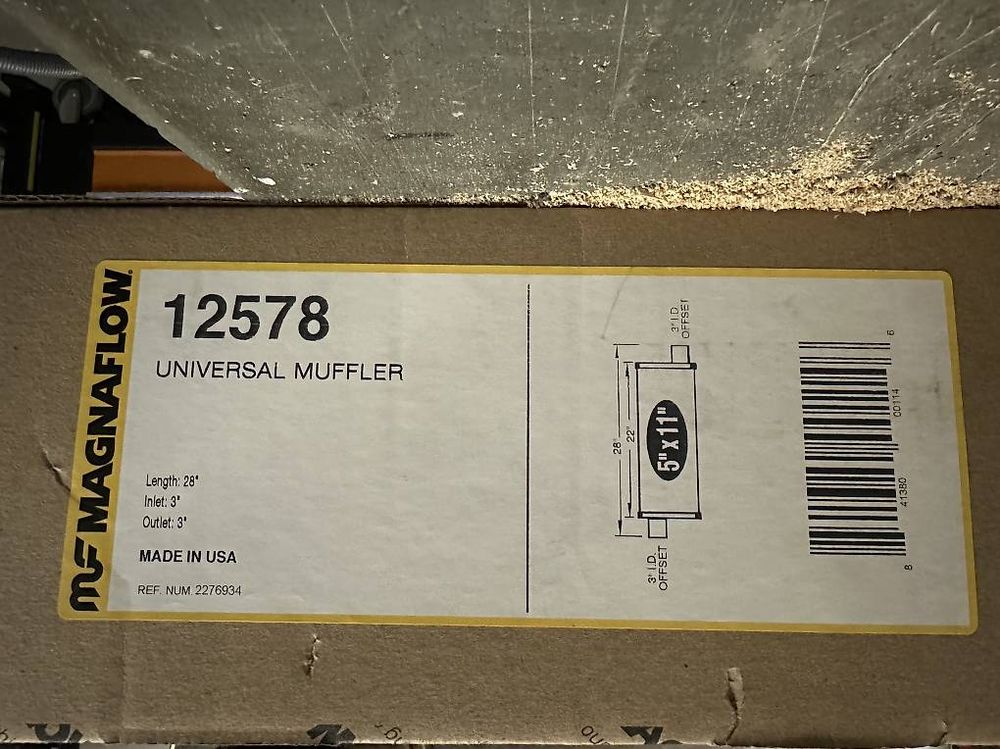 MF MAGNAFLOW.
12578
UNIVERSAL MUFFLER
Length: 28"
Inlet: 3"
Outlet: 3"
MADE IN USA
REF. NUM. 2276934
3" I.D.
OFFSET
28"
22"
5" x 11"
3" I.D.
OFFSET
8 41380 00114 6